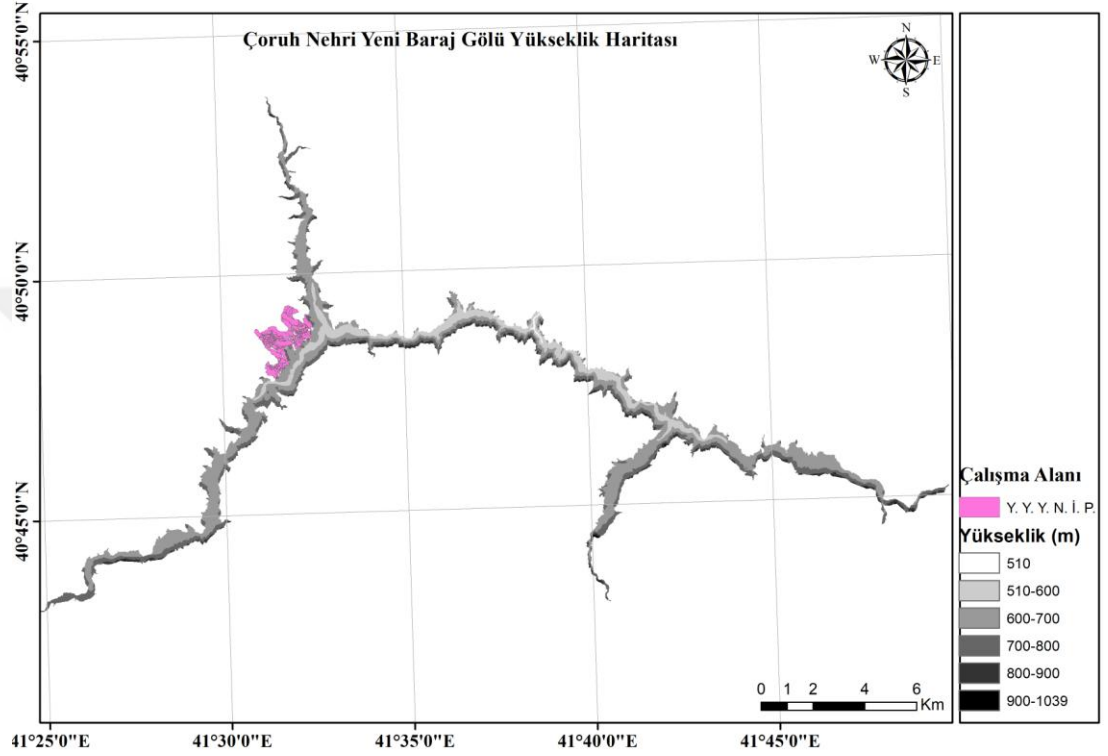 Çoruh Nehri Yeni Baraj Gölü Yükseklik Haritası
N
W
E
S
40°55'0"N
40°50'0"N
40°45'0"N
41°25'0"E
41°30'0"E
41°35'0"E
41°40'0"E
41°45'0"E
0 1 2 4 6
Km
Çalışma Alanı
Y. Y. Y. N. İ. P.
Yükseklik (m)
510
510-600
600-700
700-800
800-900
900-1039